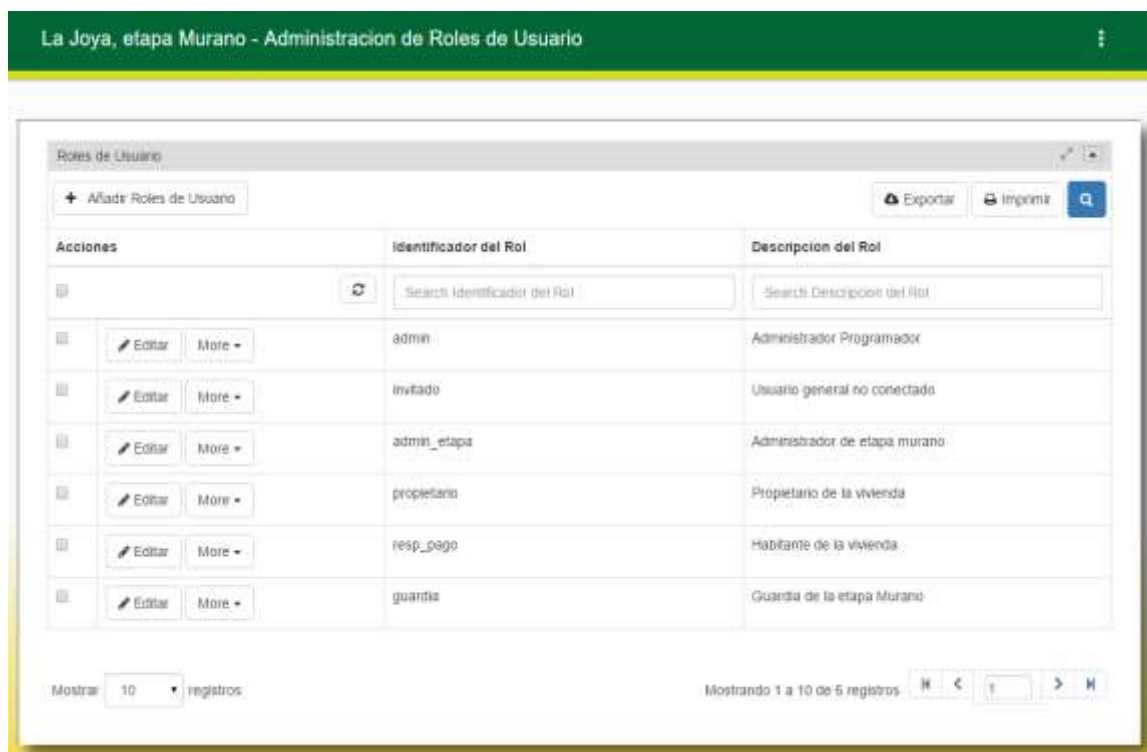 La Joya, etapa Murano - Administracion de Roles de Usuario
Roles de Usuario
+ Añadir Roles de Usuario
Exportar
Imprimir
Acciones
Identificador del Rol
Descripcion del Rol
Search Identificador del Rol
Search Descripcion del Rol
Editar More admin Administrador Programador
Editar More invitado Usuario general no conectado
Editar More admin_etapa Administrador de etapa murano
Editar More propietario Propietario de la vivienda
Editar More resp_pago Habitante de la vivienda
Editar More guardia Guardia de la etapa Murano
Mostrar 10 registros
Mostrando 1 a 10 de 6 registros
1